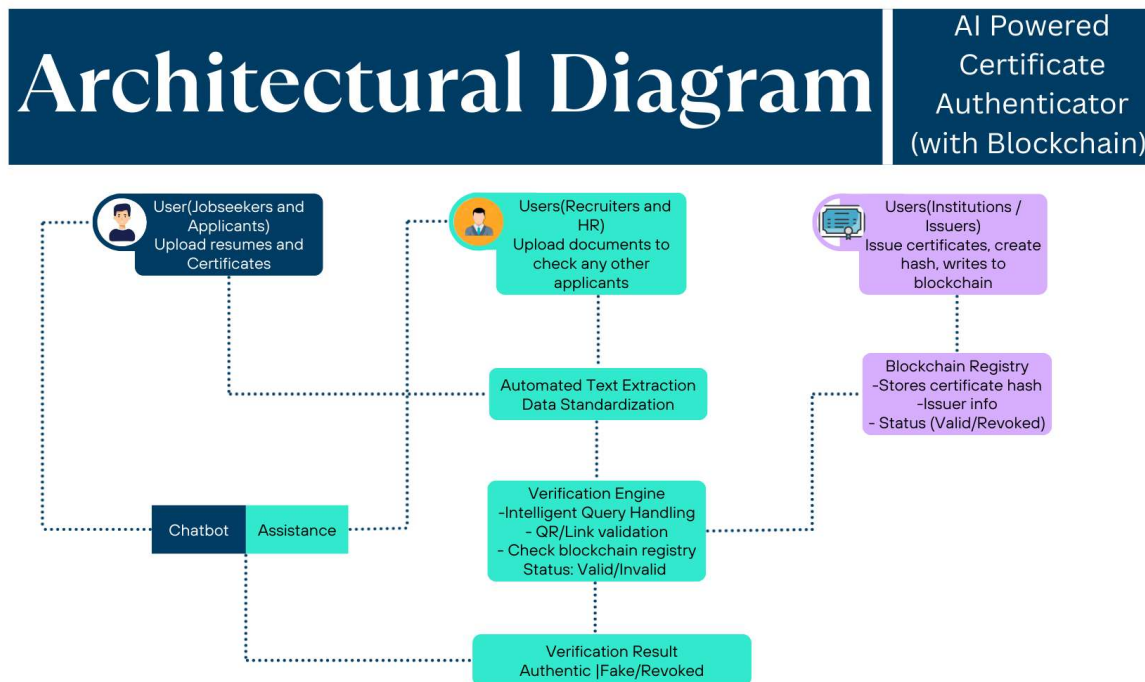 Architectural Diagram
AI Powered
Certificate
Authenticator
(with Blockchain)
User(Jobseekers and
Applicants)
Upload resumes and
Certificates
Users(Recruiters and
HR)
Upload documents to
check any other
applicants
Users(Institutions /
Issuers)
Issue certificates, create
hash, writes to
blockchain
Automated Text Extraction
Data Standardization
Blockchain Registry
-Stores certificate hash
-Issuer info
- Status (Valid/Revoked)
Chatbot
Assistance
Verification Engine
-Intelligent Query Handling
- QR/Link validation
- Check blockchain registry
Status: Valid/Invalid
Verification Result
Authentic |Fake/Revoked